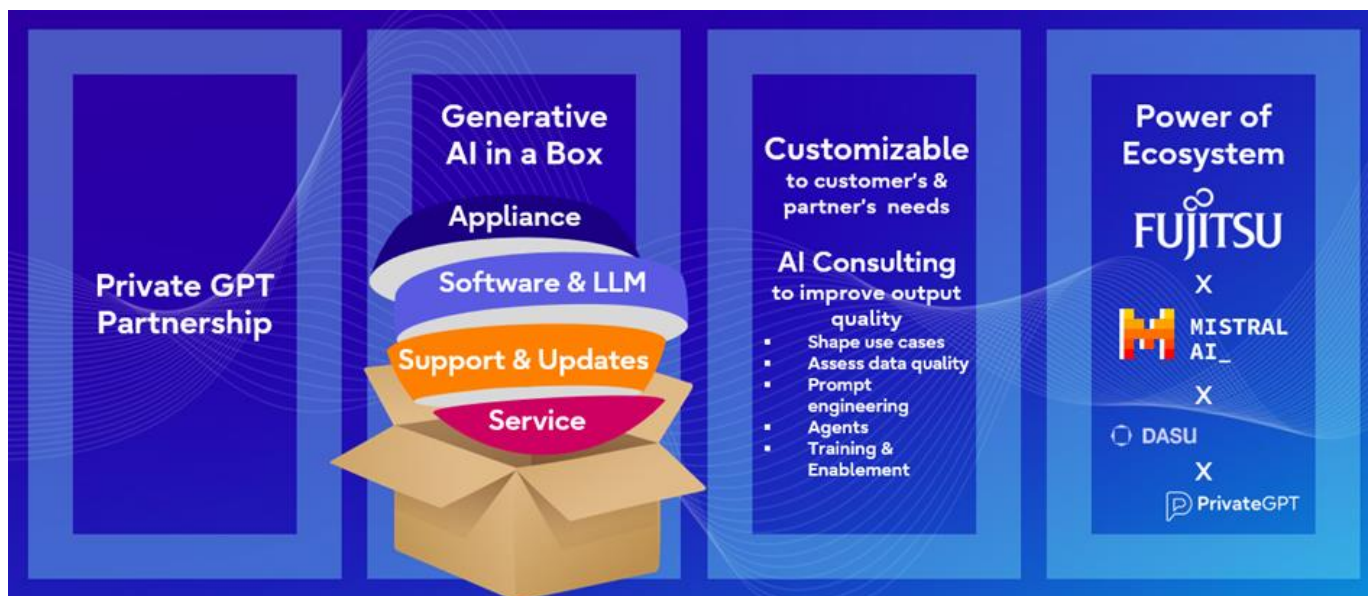 Private GPT
Partnership
Generative
AI in a Box
Appliance
Software & LLM
Support & Updates
Service
Customizable
to customer's &
partner's needs
AI Consulting
to improve output
quality
▪ Shape use cases
▪ Assess data quality
▪ Prompt
engineering
▪ Agents
▪ Training &
Enablement
Power of
Ecosystem
FUJITSU
X
MISTRAL
AI_
X
DASU
X
PrivateGPT